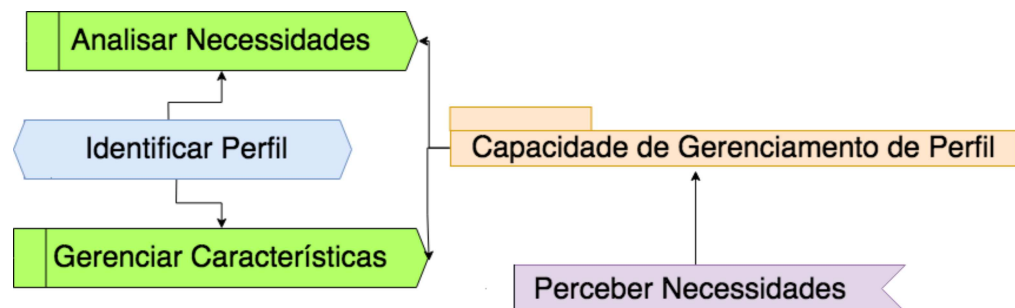 Analisar Necessidades
Identificar Perfil
Capacidade de Gerenciamento de Perfil
Gerenciar Características
Perceber Necessidades